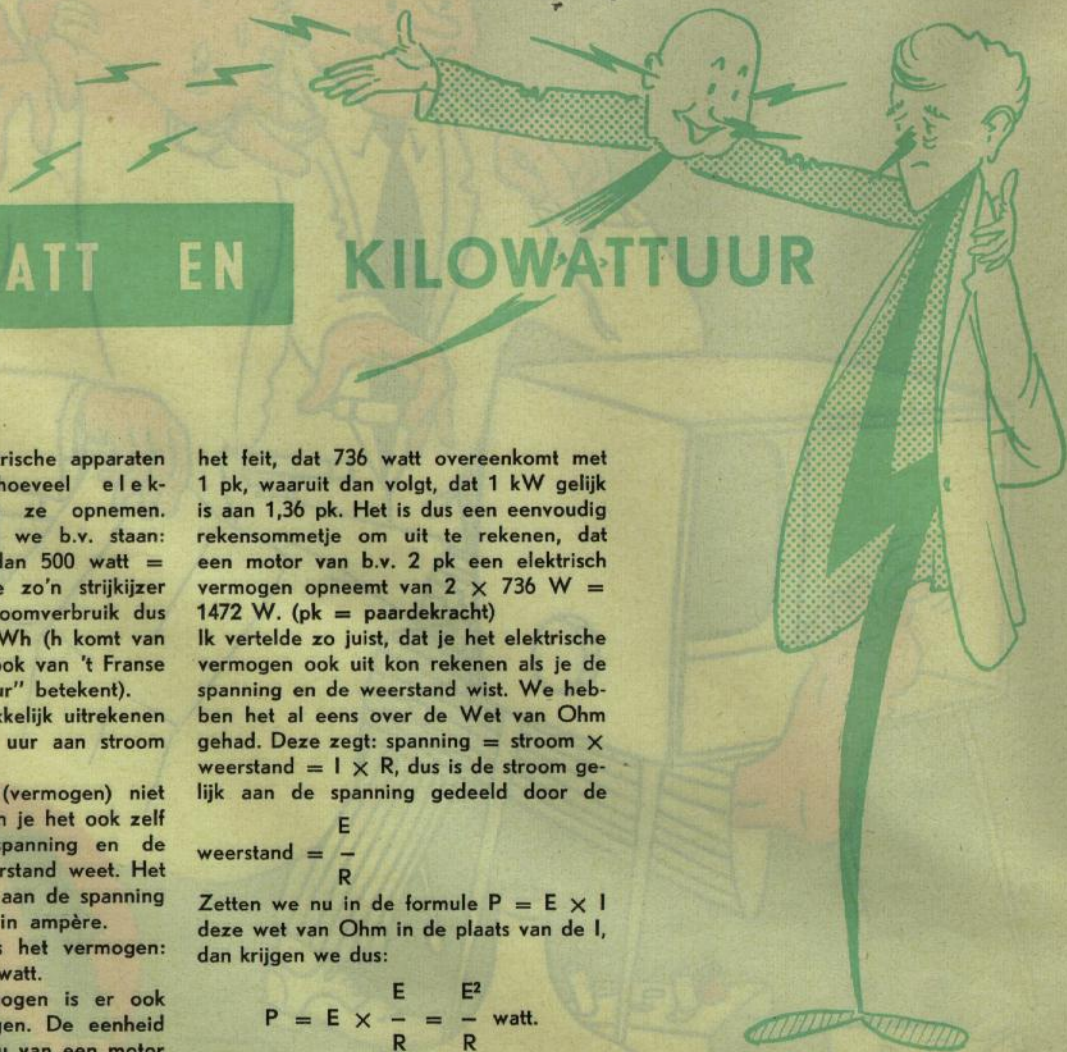 ATT EN KILOWATTUUR
rische apparaten
hoeveel elek-
ze opnemen.
we b.v. staan:
dan 500 watt =
e zo'n strijkijzer
oomverbruik dus
Wh (h komt van
ook van 't Franse
ur" betekent).
kkelijk uitrekenen
uur aan stroom
(vermogen) niet
n je het ook zelf
spanning en de
rstand weet. Het
aan de spanning
in ampère.
s het vermogen:
watt.
ogen is er ook
gen. De eenheid
u van een motor
het feit, dat 736 watt overeenkomt met
1 pk, waaruit dan volgt, dat 1 kW gelijk
is aan 1,36 pk. Het is dus een eenvoudig
rekensommetje om uit te rekenen, dat
een motor van b.v. 2 pk een elektrisch
vermogen opneemt van 2 × 736 W =
1472 W. (pk = paardekracht)
Ik vertelde zo juist, dat je het elektrische
vermogen ook uit kon rekenen als je de
spanning en de weerstand wist. We heb-
ben het al eens over de Wet van Ohm
gehad. Deze zegt: spanning = stroom ×
weerstand = I × R, dus is de stroom ge-
lijk aan de spanning gedeeld door de
E
weerstand = –
R
Zetten we nu in de formule P = E × I
deze wet van Ohm in de plaats van de I,
dan krijgen we dus:
E E²
P = E × – = – watt.
R R